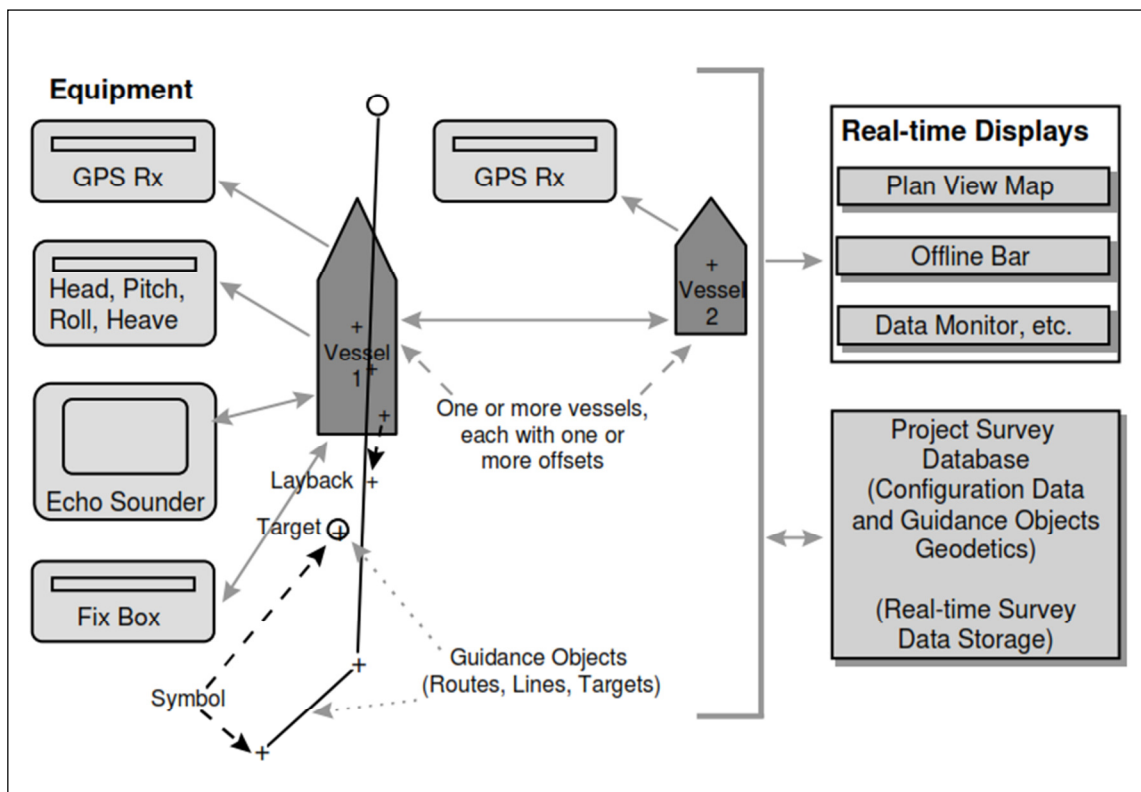 Equipment
GPS Rx
Head, Pitch,
Roll, Heave
Echo Sounder
Fix Box
GPS Rx
Vessel
1
Vessel
2
One or more vessels,
each with one or
more offsets
Layback
Target
Symbol
Guidance Objects
(Routes, Lines, Targets)
Real-time Displays
Plan View Map
Offline Bar
Data Monitor, etc.
Project Survey
Database
(Configuration Data
and Guidance Objects
Geodetics)
(Real-time Survey
Data Storage)